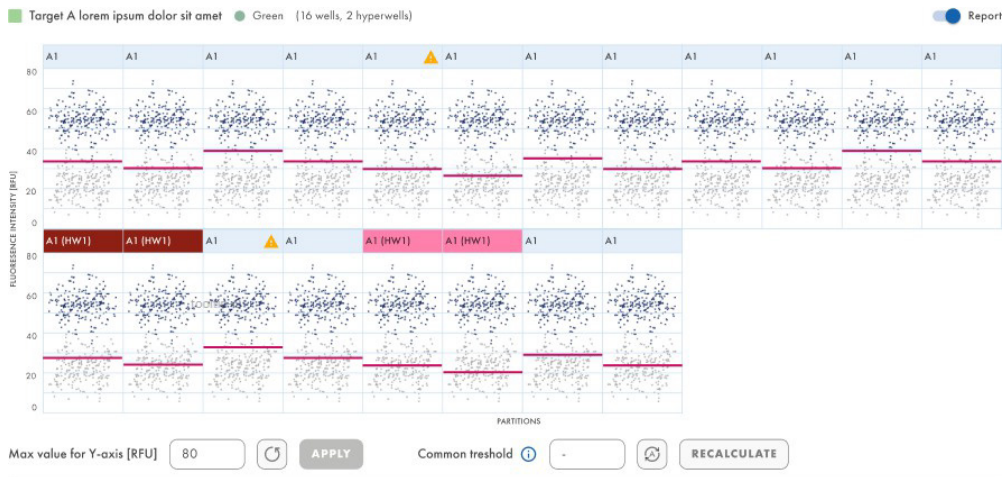 Target A lorem ipsum dolor sit amet Green (16 wells, 2 hyperwells) Report
A1 A1 A1 A1 A1 A1 A1 A1 A1 A1 A1 A1
80
60
40
20
0
FLUORESCENCE INTENSITY [RFU]
A1 (HW1) A1 (HW1) A1 A1 A1 (HW1) A1 (HW1) A1 A1
80
60
40
20
0
PARTITIONS
Max value for Y-axis [RFU] 80 APPLY Common treshold i - A RECALCULATE